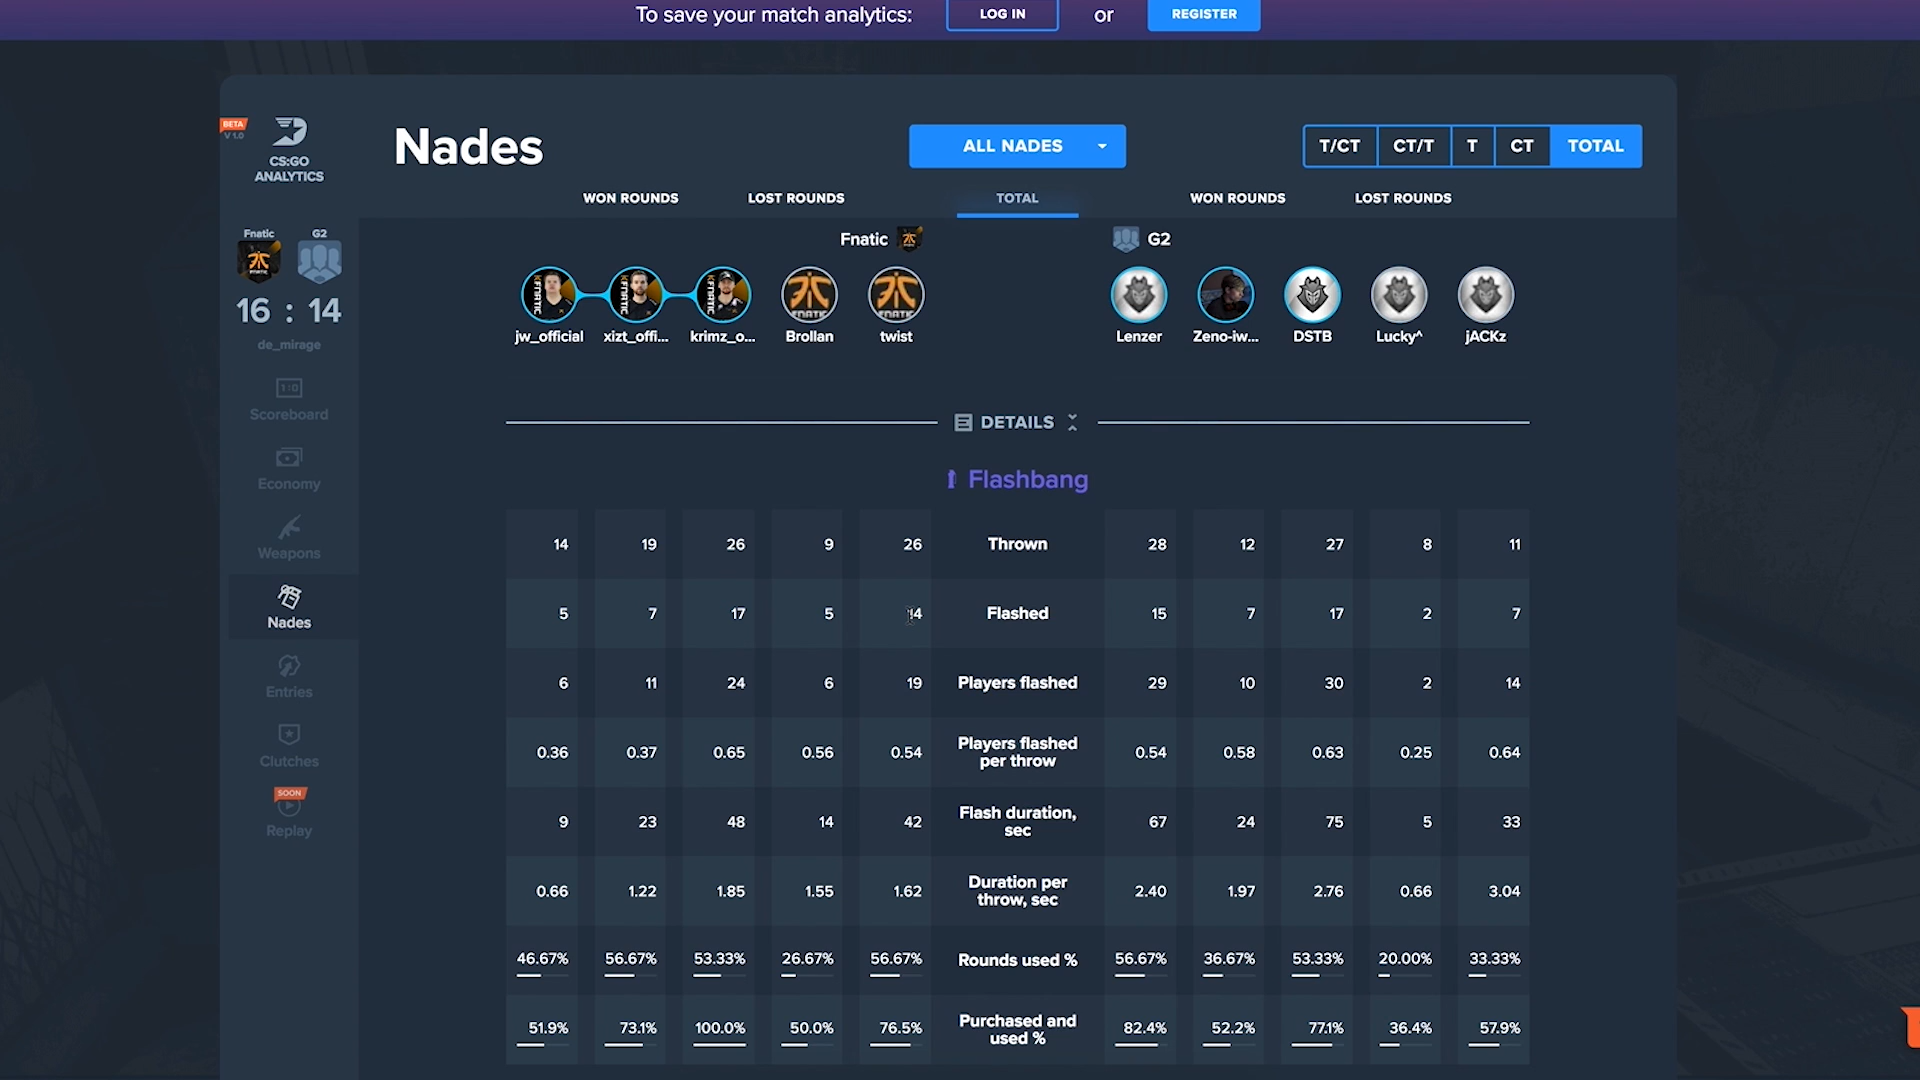 To save your match analytics: LOG IN or REGISTER
BETA
V 1.0
CS:GO
ANALYTICS
Nades
ALL NADES
T/CT CT/T T CT TOTAL
WON ROUNDS LOST ROUNDS TOTAL WON ROUNDS LOST ROUNDS
Fnatic G2
16 : 14
de_mirage
Scoreboard
Economy
Weapons
Nades
Entries
Clutches
SOON
Replay
Fnatic G2
jw_official xizt_offi... krimz_o... Brollan twist Lenzer Zeno-iw... DSTB Lucky^ jACKz
DETAILS
Flashbang
14 19 26 9 26 Thrown 28 12 27 8 11
5 7 17 5 14 Flashed 15 7 17 2 7
6 11 24 6 19 Players flashed 29 10 30 2 14
0.36 0.37 0.65 0.56 0.54 Players flashed per throw 0.54 0.58 0.63 0.25 0.64
9 23 48 14 42 Flash duration, sec 67 24 75 5 33
0.66 1.22 1.85 1.55 1.62 Duration per throw, sec 2.40 1.97 2.76 0.66 3.04
46.67% 56.67% 53.33% 26.67% 56.67% Rounds used % 56.67% 36.67% 53.33% 20.00% 33.33%
51.9% 73.1% 100.0% 50.0% 76.5% Purchased and used % 82.4% 52.2% 77.1% 36.4% 57.9%